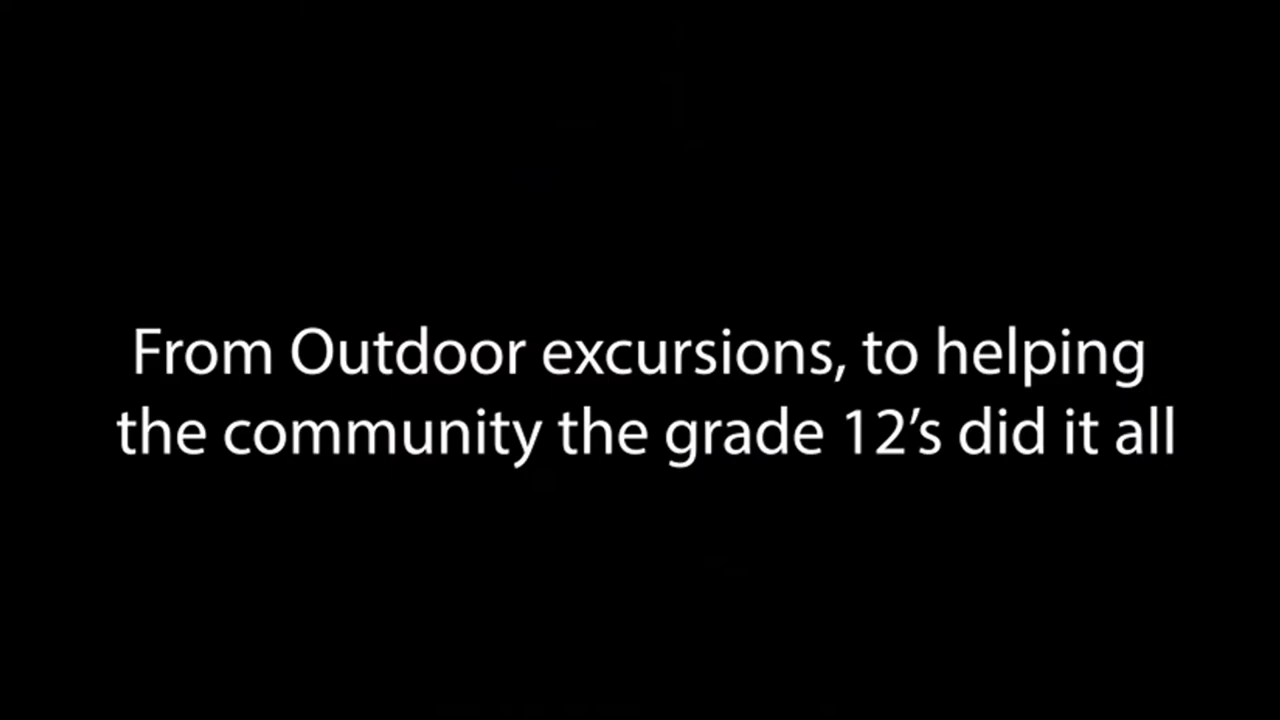 From Outdoor excursions, to helping
the community the grade 12’s did it all